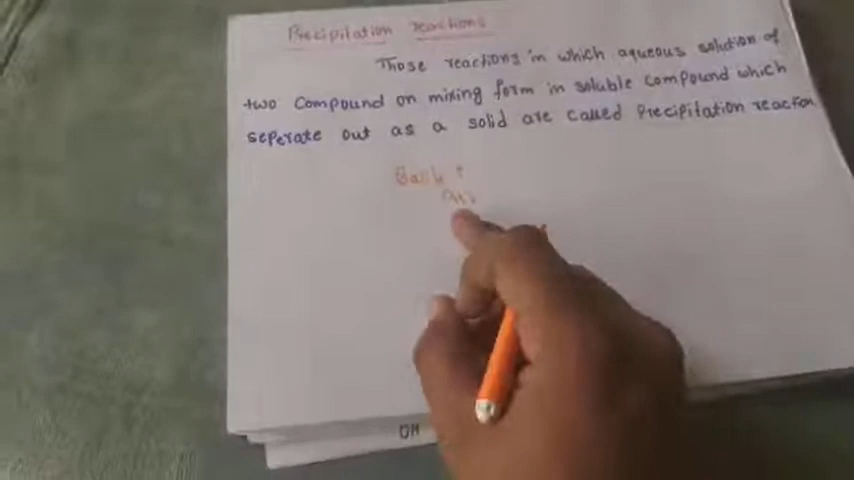 Precipitation reactions
Those reactions in which aqueous solution of
two Compound on mixing form in soluble Compound which
seperate out as a solid are called Precipitation reaction